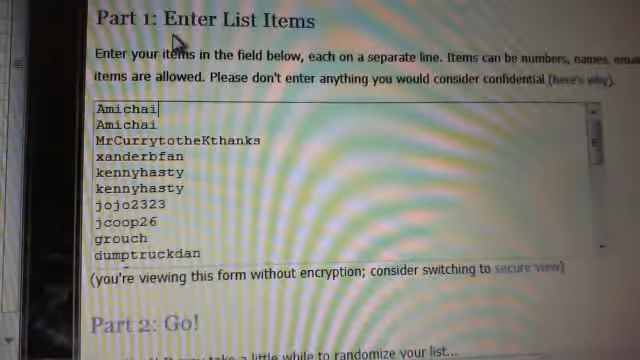 Part 1: Enter List Items
Enter your items in the field below, each on a separate line. Items can be numbers, names, email
items are allowed. Please don't enter anything you would consider confidential (here's why).
Amichai
Amichai
MrCurrytotheKthanks
xanderbfan
kennyhasty
kennyhasty
jojo2323
jcoop26
grouch
dumptruckdan
(you're viewing this form without encryption; consider switching to secure view)
Part 2: Go!
take a little while to randomize your list...